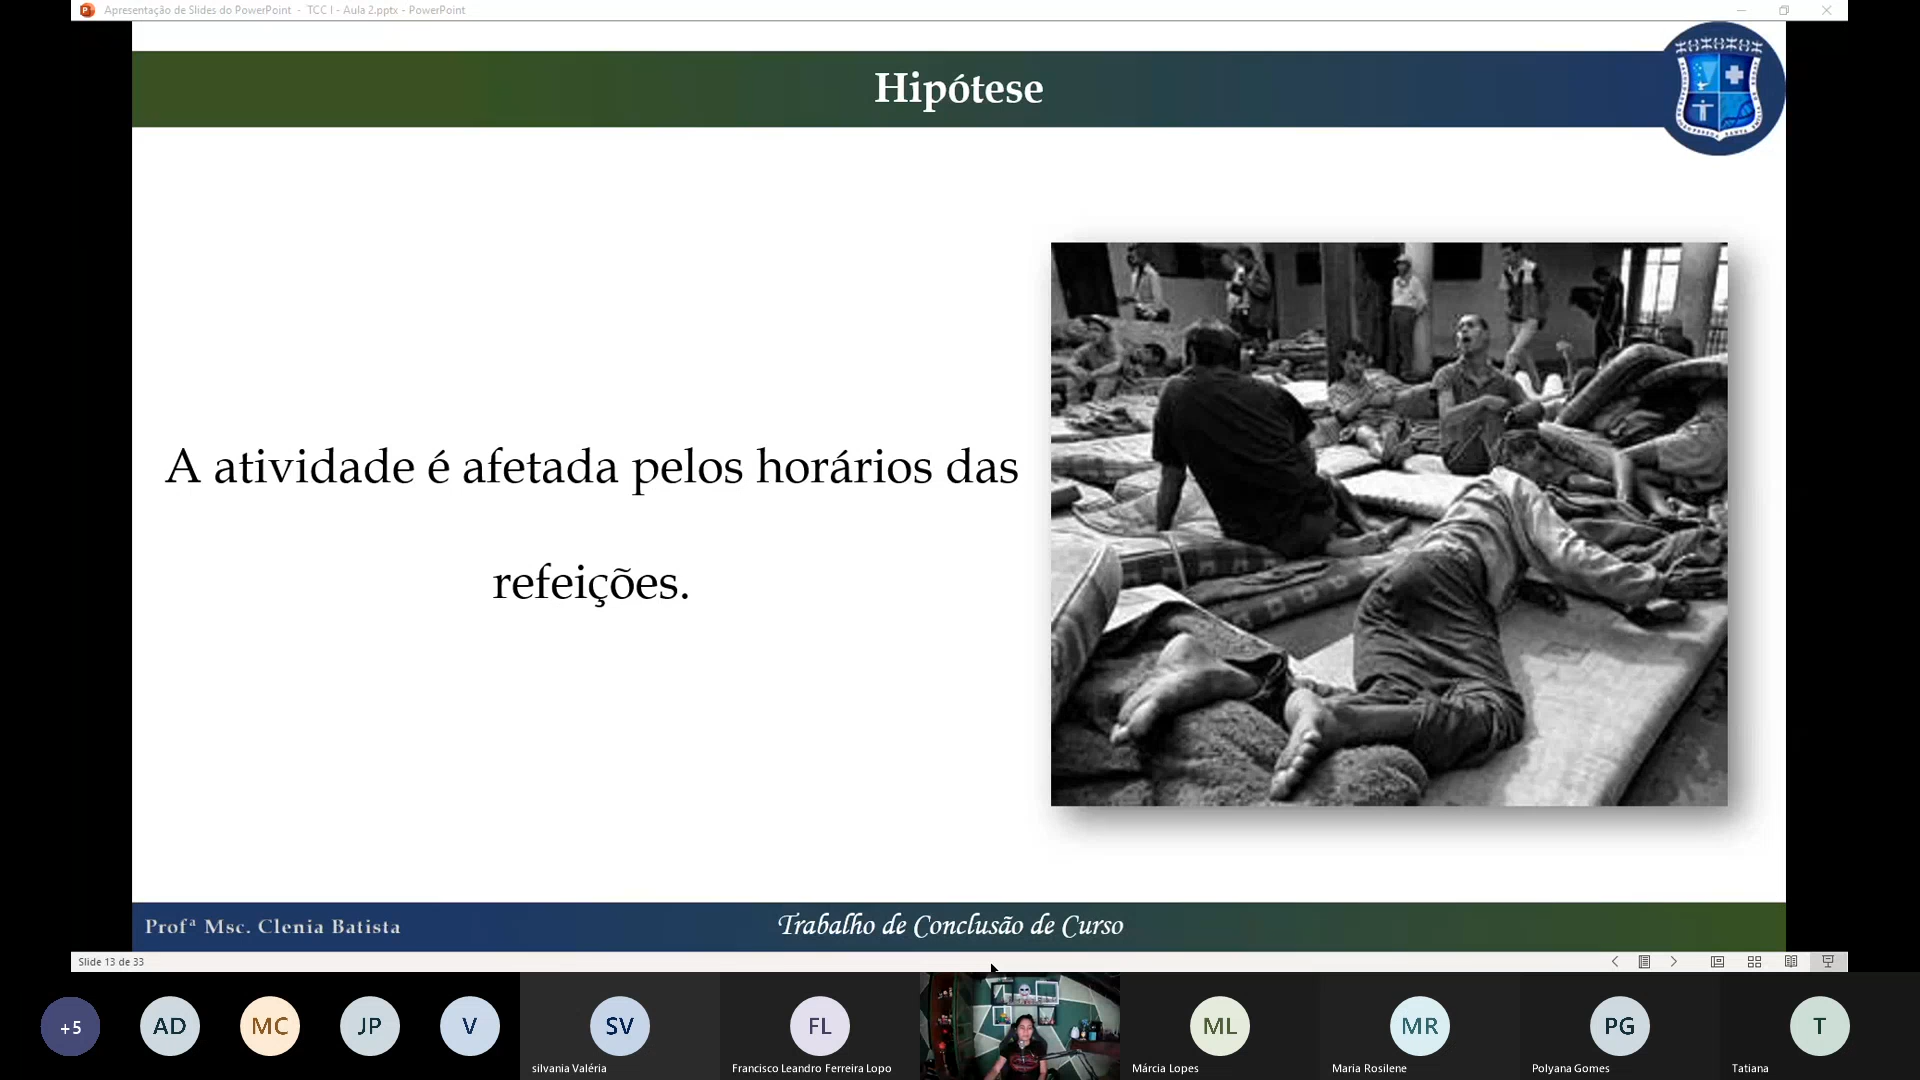 Apresentação de Slides do PowerPoint - TCC I - Aula 2.pptx - PowerPoint
Hipótese
A atividade é afetada pelos horários das
refeições.
Profª Msc. Clenia Batista
Trabalho de Conclusão de Curso
Slide 13 de 33
+5
AD
MC
JP
V
SV
silvania Valéria
FL
Francisco Leandro Ferreira Lopo
ML
Márcia Lopes
MR
Maria Rosilene
PG
Polyana Gomes
T
Tatiana